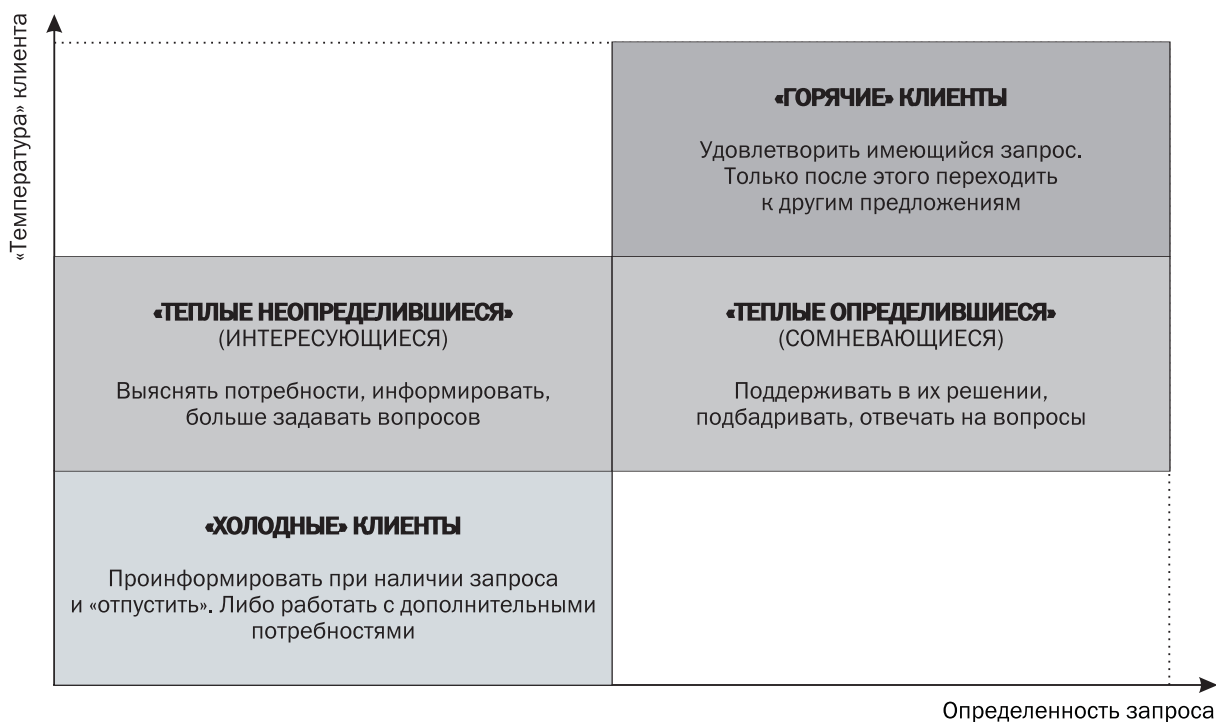 «Температура» клиента
«ГОРЯЧИЕ» КЛИЕНТЫ
Удовлетворить имеющийся запрос.
Только после этого переходить
к другим предложениям
«ТЕПЛЫЕ НЕОПРЕДЕЛИВШИЕСЯ»
(ИНТЕРЕСУЮЩИЕСЯ)
Выяснять потребности, информировать,
больше задавать вопросов
«ТЕПЛЫЕ ОПРЕДЕЛИВШИЕСЯ»
(СОМНЕВАЮЩИЕСЯ)
Поддерживать в их решении,
подбадривать, отвечать на вопросы
«ХОЛОДНЫЕ» КЛИЕНТЫ
Проинформировать при наличии запроса
и «отпустить». Либо работать с дополнительными
потребностями
Определенность запроса